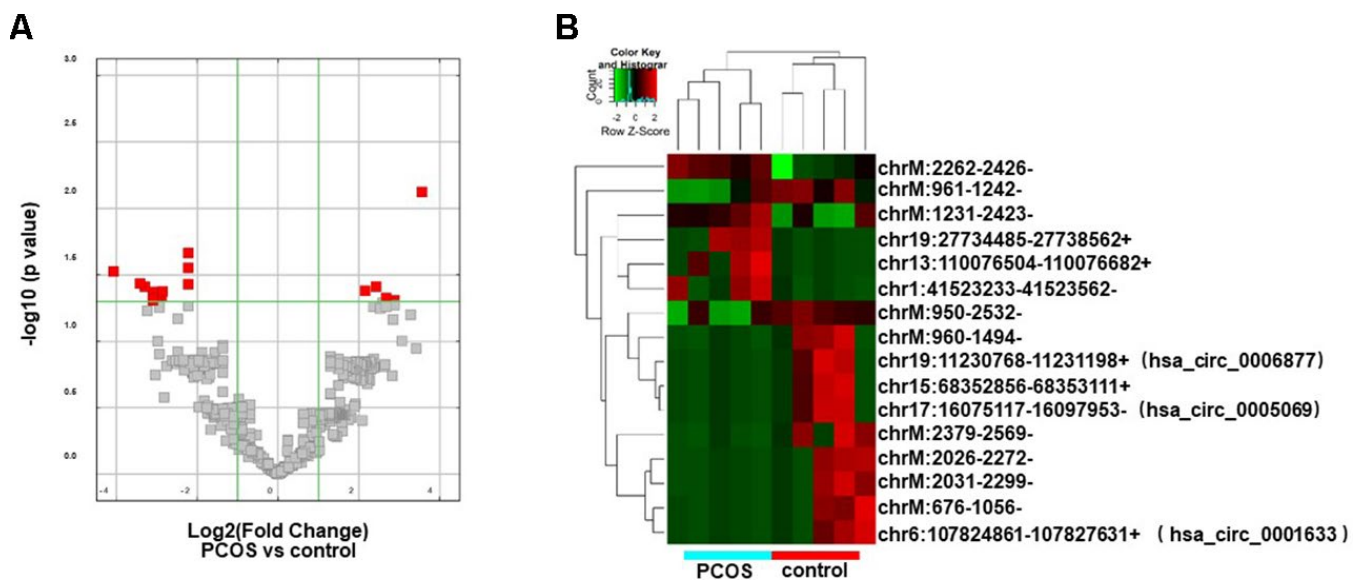 A
3.0
2.5
2.0
1.5
1.0
0.5
0.0
-log10 (p value)
-4
-2
0
2
4
Log2(Fold Change)
PCOS vs control
B
Color Key
and Histogran
Count
0
-2 0 2
Row Z-Score
chrM:2262-2426-
chrM:961-1242-
chrM:1231-2423-
chr19:27734485-27738562+
chr13:110076504-110076682+
chr1:41523233-41523562-
chrM:950-2532-
chrM:960-1494-
chr19:11230768-11231198+ (hsa_circ_0006877)
chr15:68352856-68353111+
chr17:16075117-16097953- (hsa_circ_0005069)
chrM:2379-2569-
chrM:2026-2272-
chrM:2031-2299-
chrM:676-1056-
chr6:107824861-107827631+ (hsa_circ_0001633)
PCOS control